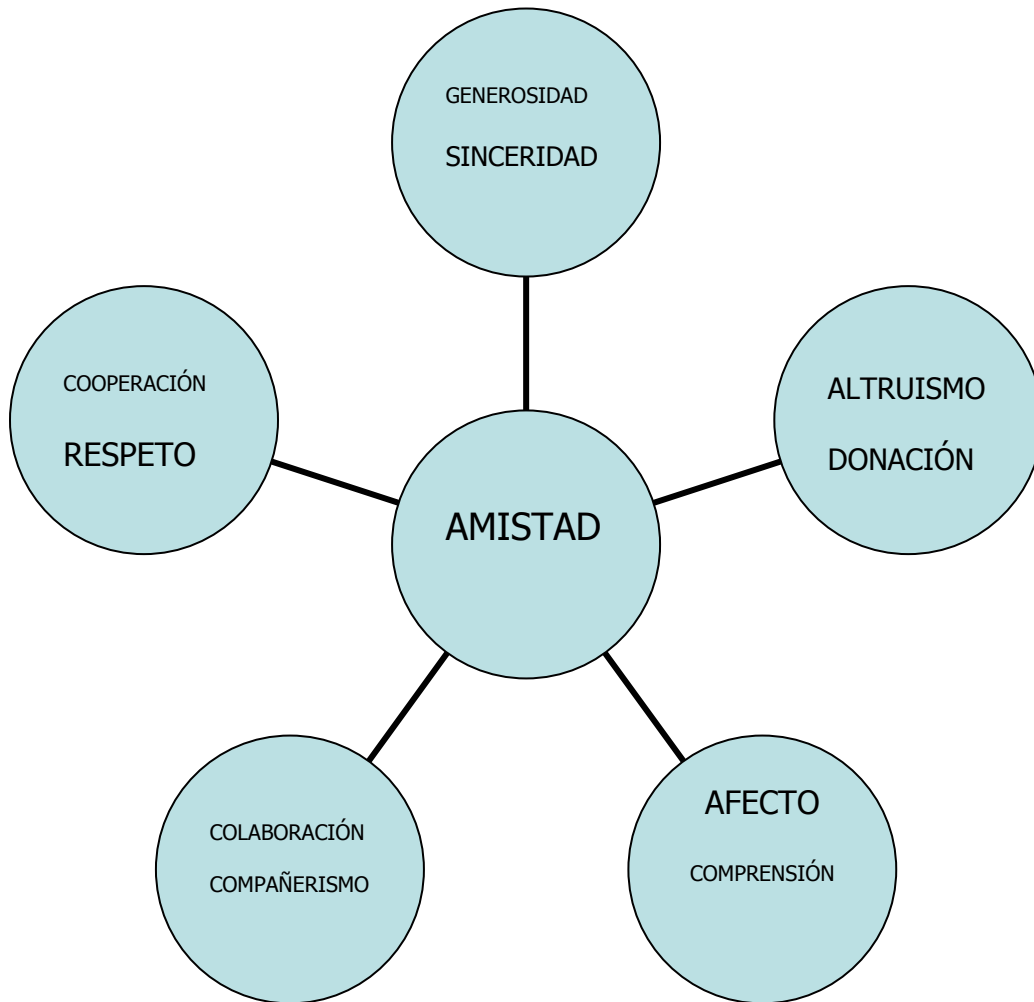 GENEROSIDAD
SINCERIDAD
COOPERACIÓN
RESPETO
ALTRUISMO
DONACIÓN
AMISTAD
COLABORACIÓN
COMPAÑERISMO
AFECTO
COMPRENSIÓN